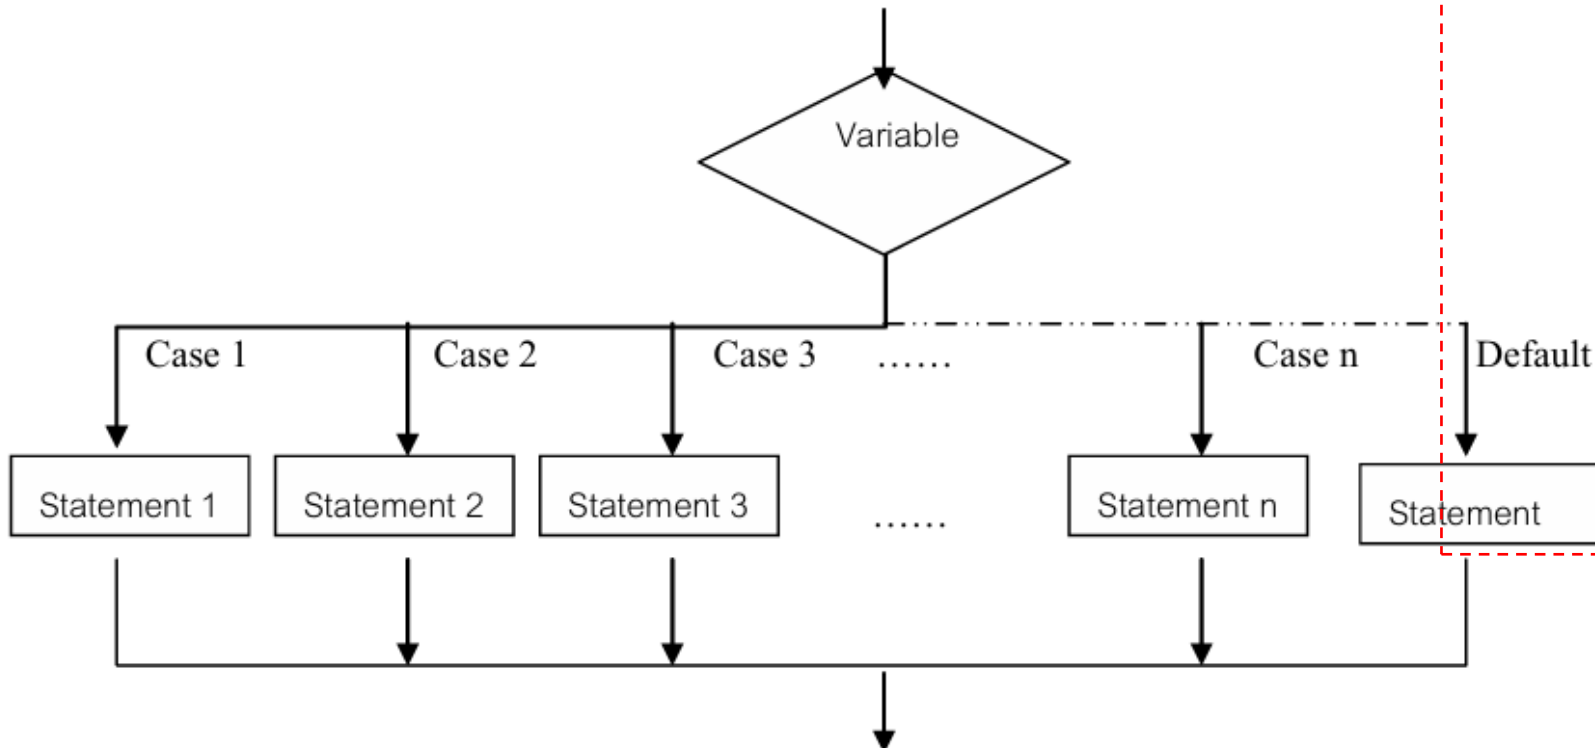 Variable
Case 1 Case 2 Case 3 ...... Case n Default
Statement 1 Statement 2 Statement 3 ...... Statement n Statement